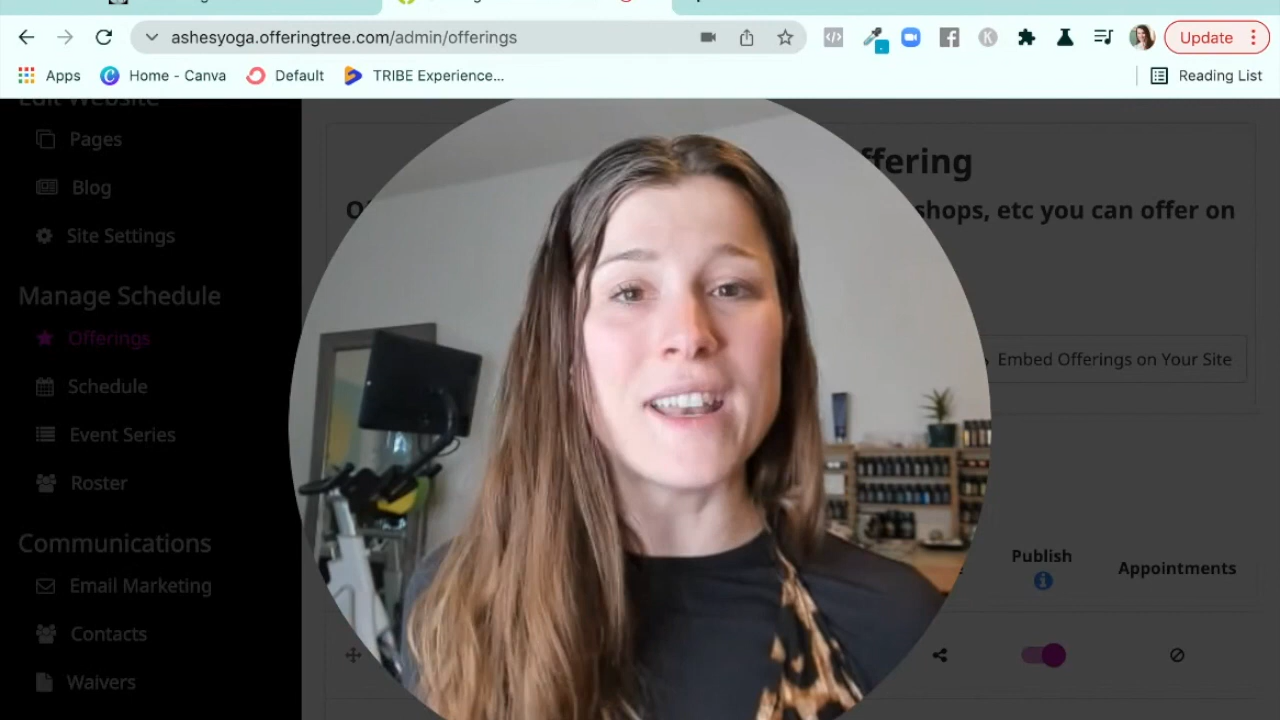 ashesyoga.offeringtree.com/admin/offerings
Update
Apps
Home - Canva
Default
TRIBE Experience...
Reading List
Edit Website
Pages
Blog
Site Settings
Manage Schedule
Offerings
Schedule
Event Series
Roster
Communications
Email Marketing
Contacts
Waivers
ffering
shops, etc you can offer on
Embed Offerings on Your Site
Publish
Appointments